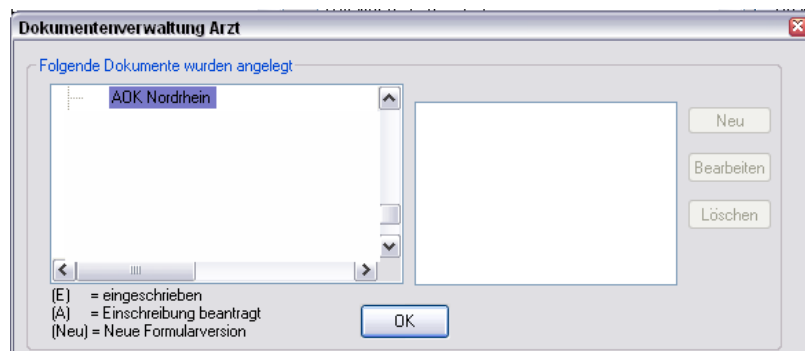 Dokumentenverwaltung Arzt
Folgende Dokumente wurden angelegt
AOK Nordrhein
Neu
Bearbeiten
Löschen
(E) = eingeschrieben
(A) = Einschreibung beantragt
(Neu) = Neue Formularversion
OK